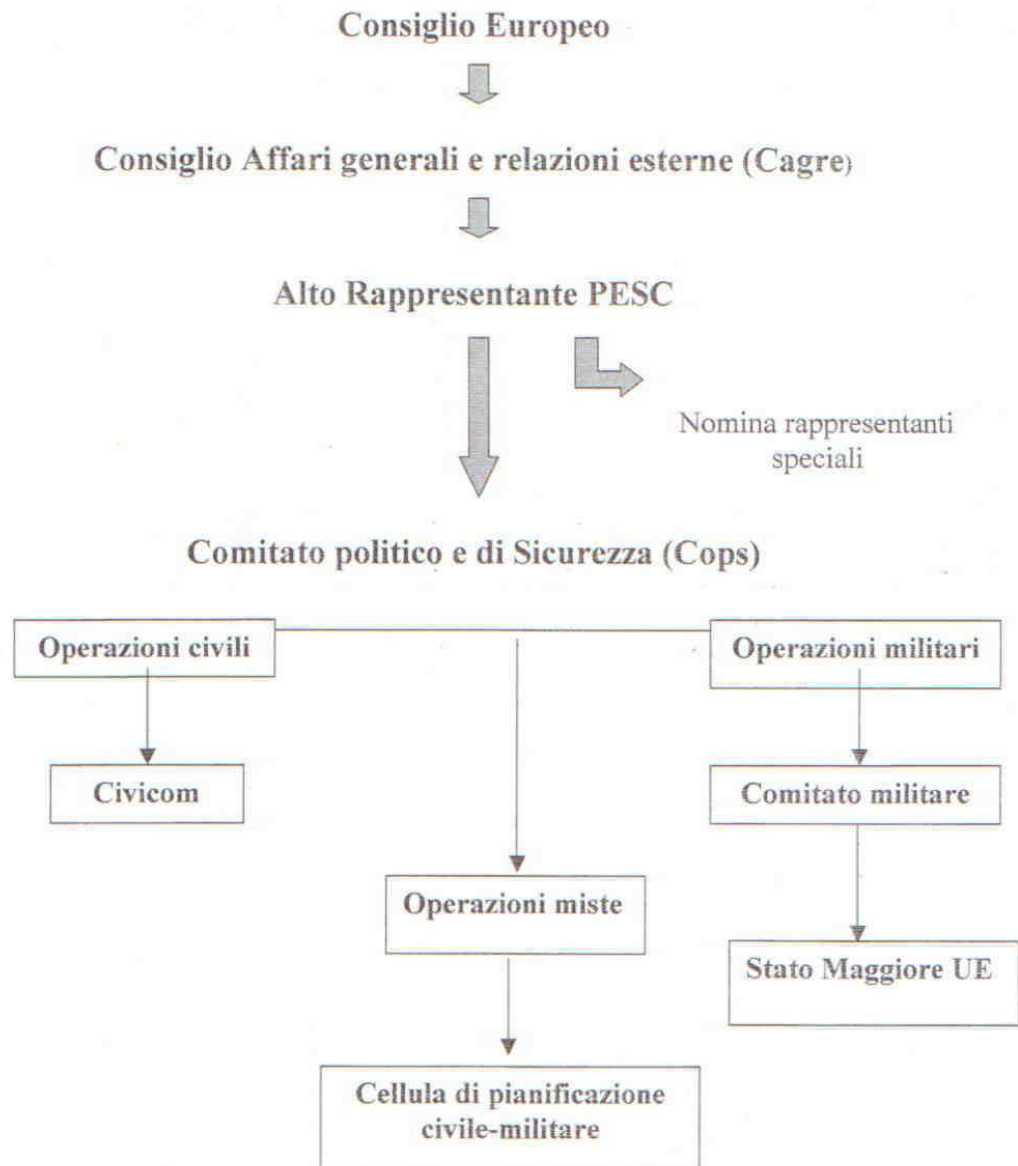 Consiglio Europeo
Consiglio Affari generali e relazioni esterne (Cagre)
Alto Rappresentante PESC
Nomina rappresentanti
speciali
Comitato politico e di Sicurezza (Cops)
Operazioni civili
Operazioni militari
Civicom
Comitato militare
Operazioni miste
Stato Maggiore UE
Cellula di pianificazione
civile-militare